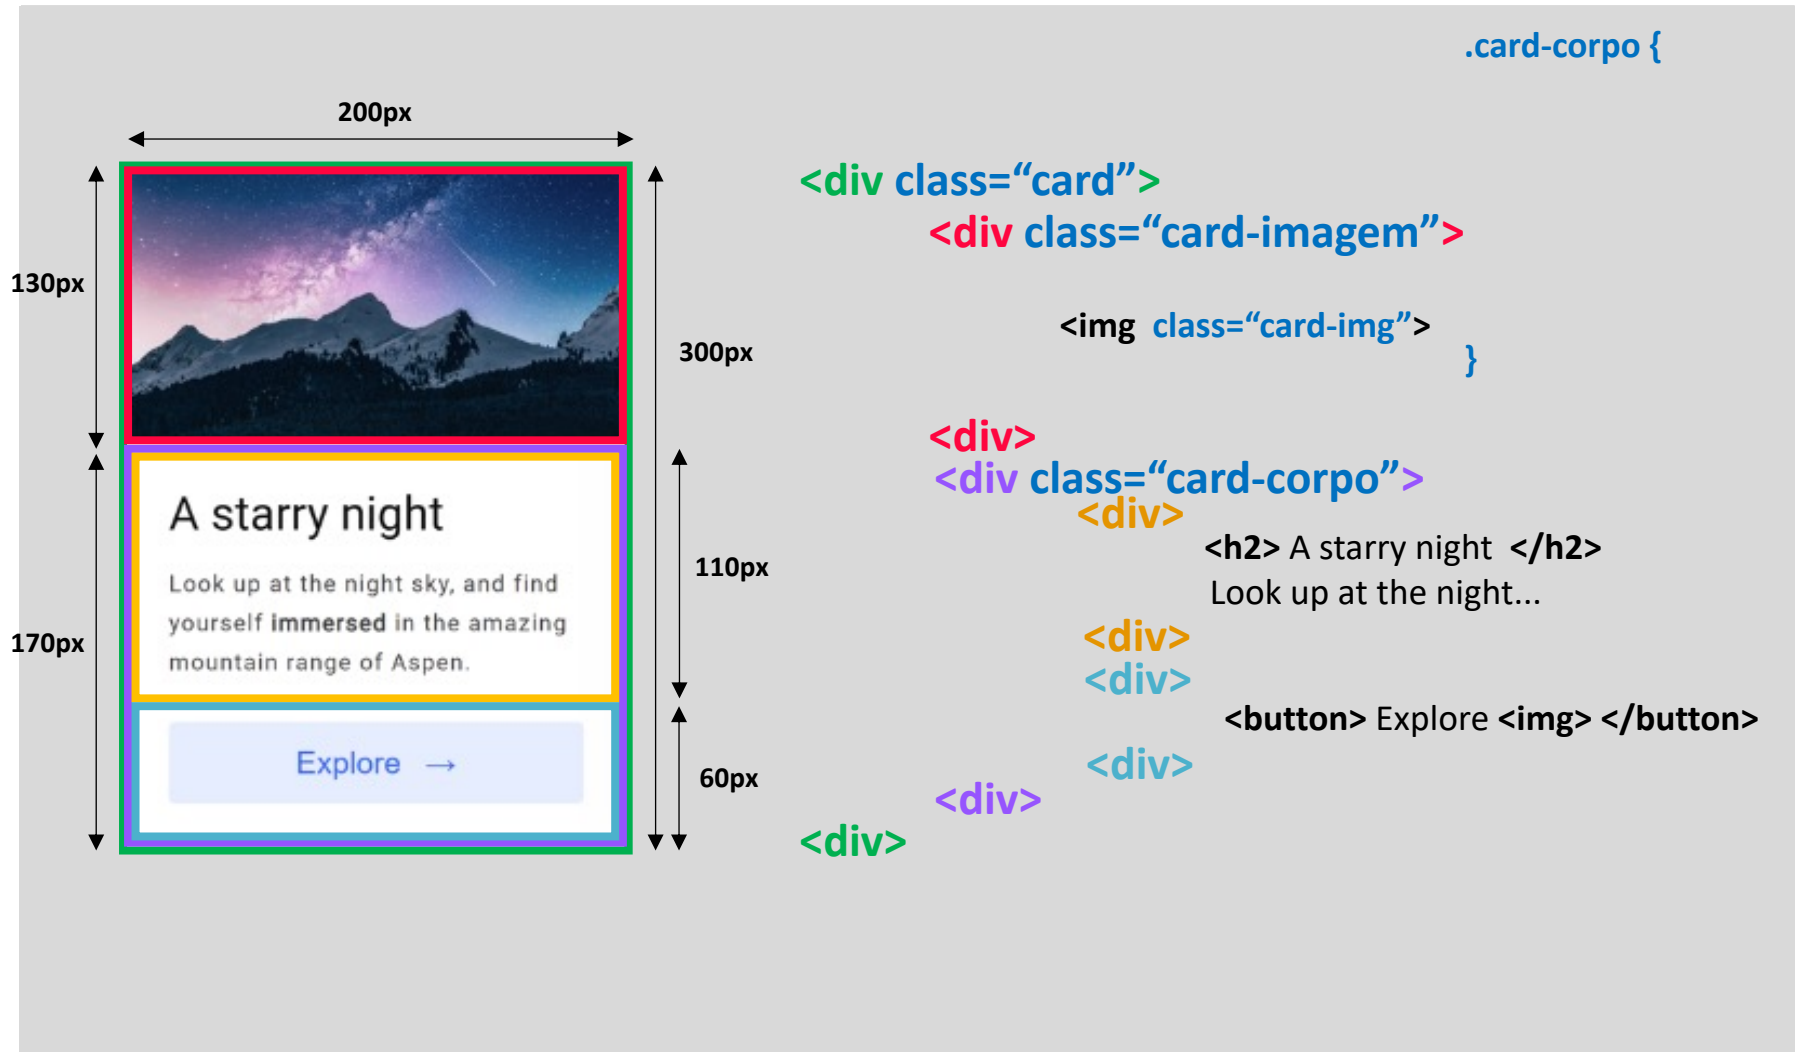 .card-corpo {
200px
130px
300px
A starry night
Look up at the night sky, and find
yourself immersed in the amazing
mountain range of Aspen.
110px
170px
Explore →
60px
<div class=“card”>
<div class=“card-imagem”>
<img class=“card-img”>
}
<div>
<div class=“card-corpo”>
<div>
<h2> A starry night </h2>
Look up at the night...
<div>
<div>
<button> Explore <img> </button>
<div>
<div>
<div>